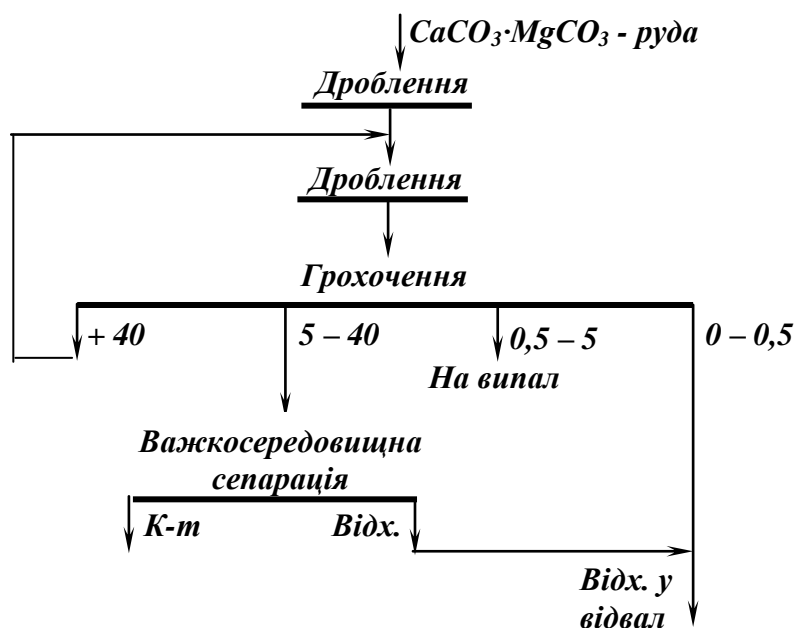 CaCO₃·MgCO₃ - руда
Дроблення
Дроблення
Грохочення
+ 40
5 – 40
0,5 – 5
0 – 0,5
На випал
Важкосередовищна
сепарація
К-т
Відх.
Відх. у
відвал